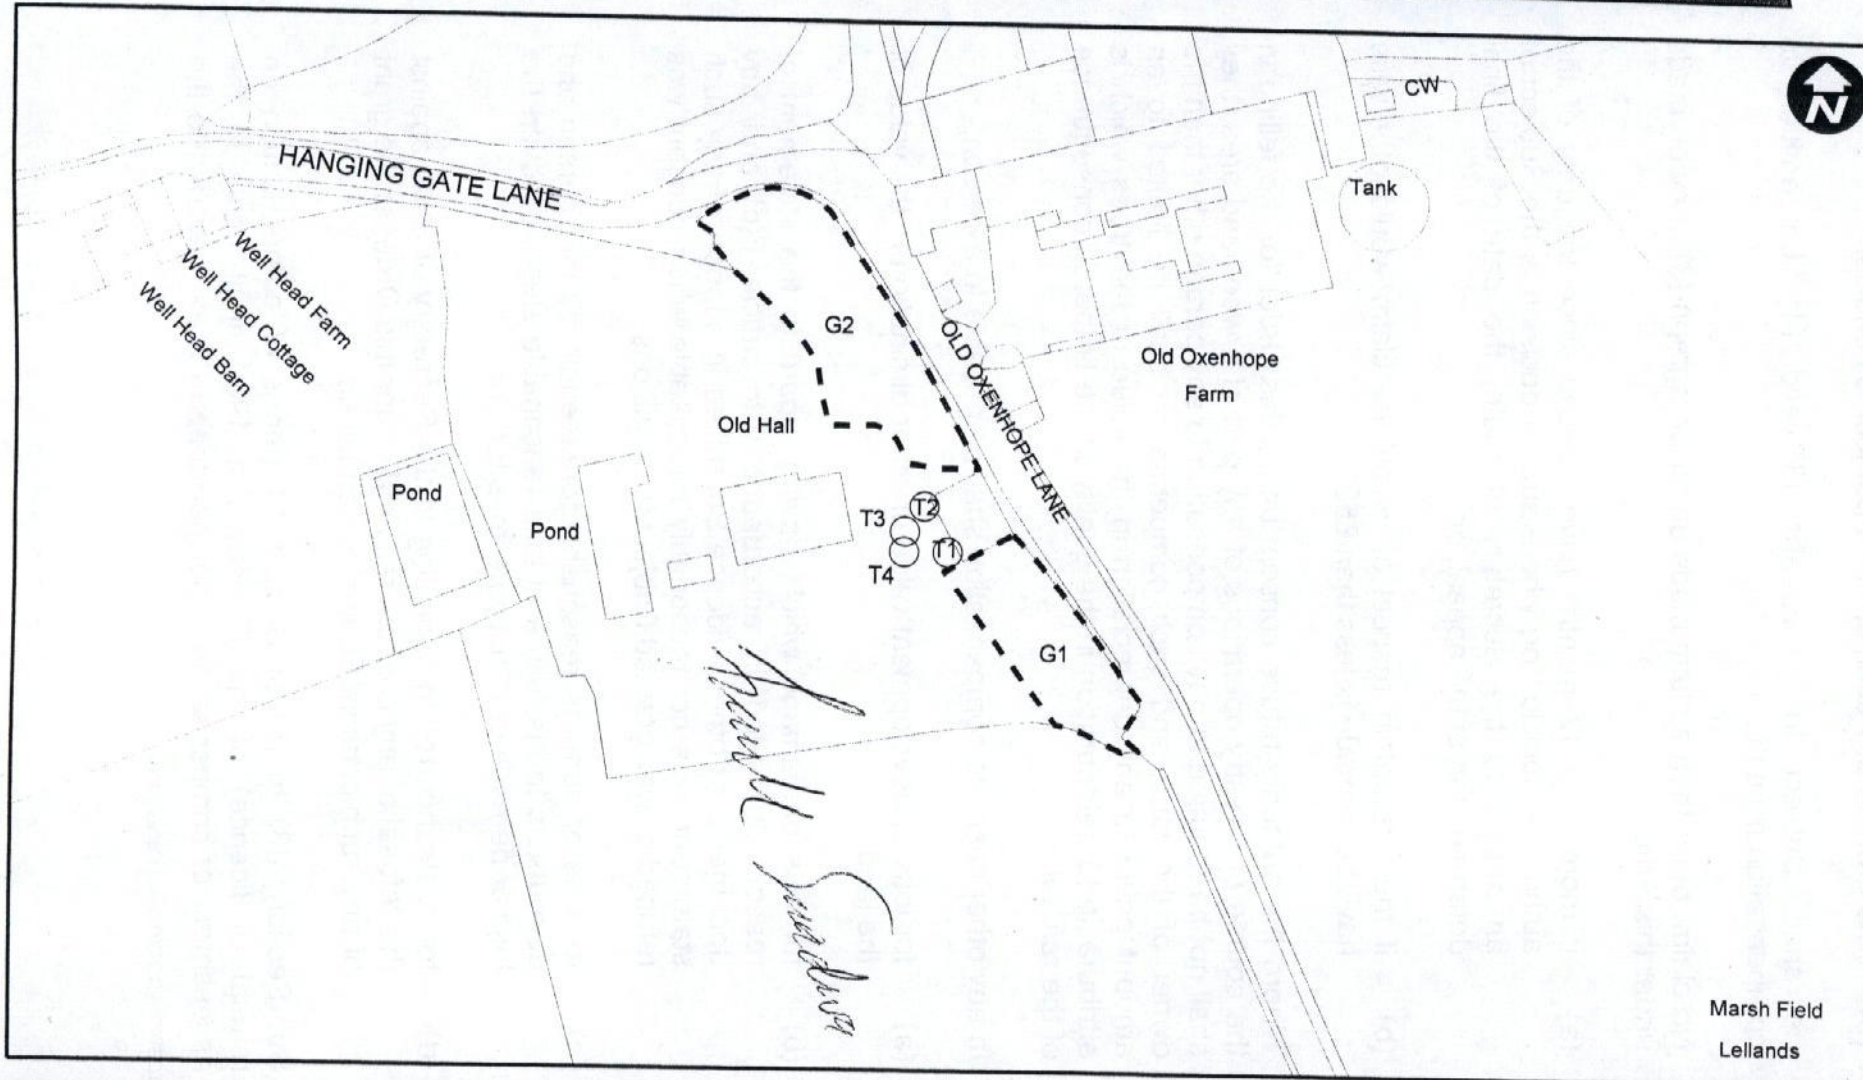 CW
N
HANGING GATE LANE
Tank
Well Head Farm
Well Head Cottage
Well Head Barn
G2
OLD OXENHOPE LANE
Old Oxenhope
Farm
Old Hall
Pond
Pond
T2
T3
T1
T4
G1
Marsh Field
Lellands